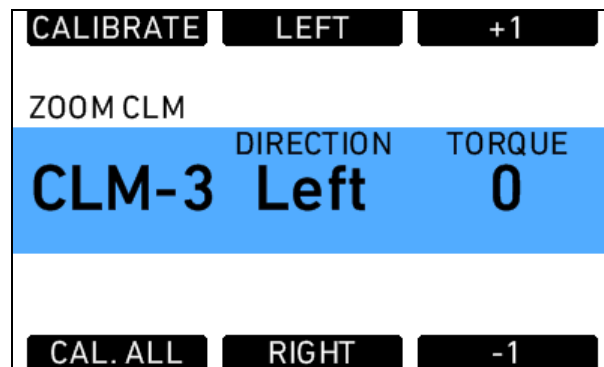 CALIBRATE LEFT +1
ZOOM CLM
DIRECTION TORQUE
CLM-3 Left 0
CAL. ALL RIGHT -1